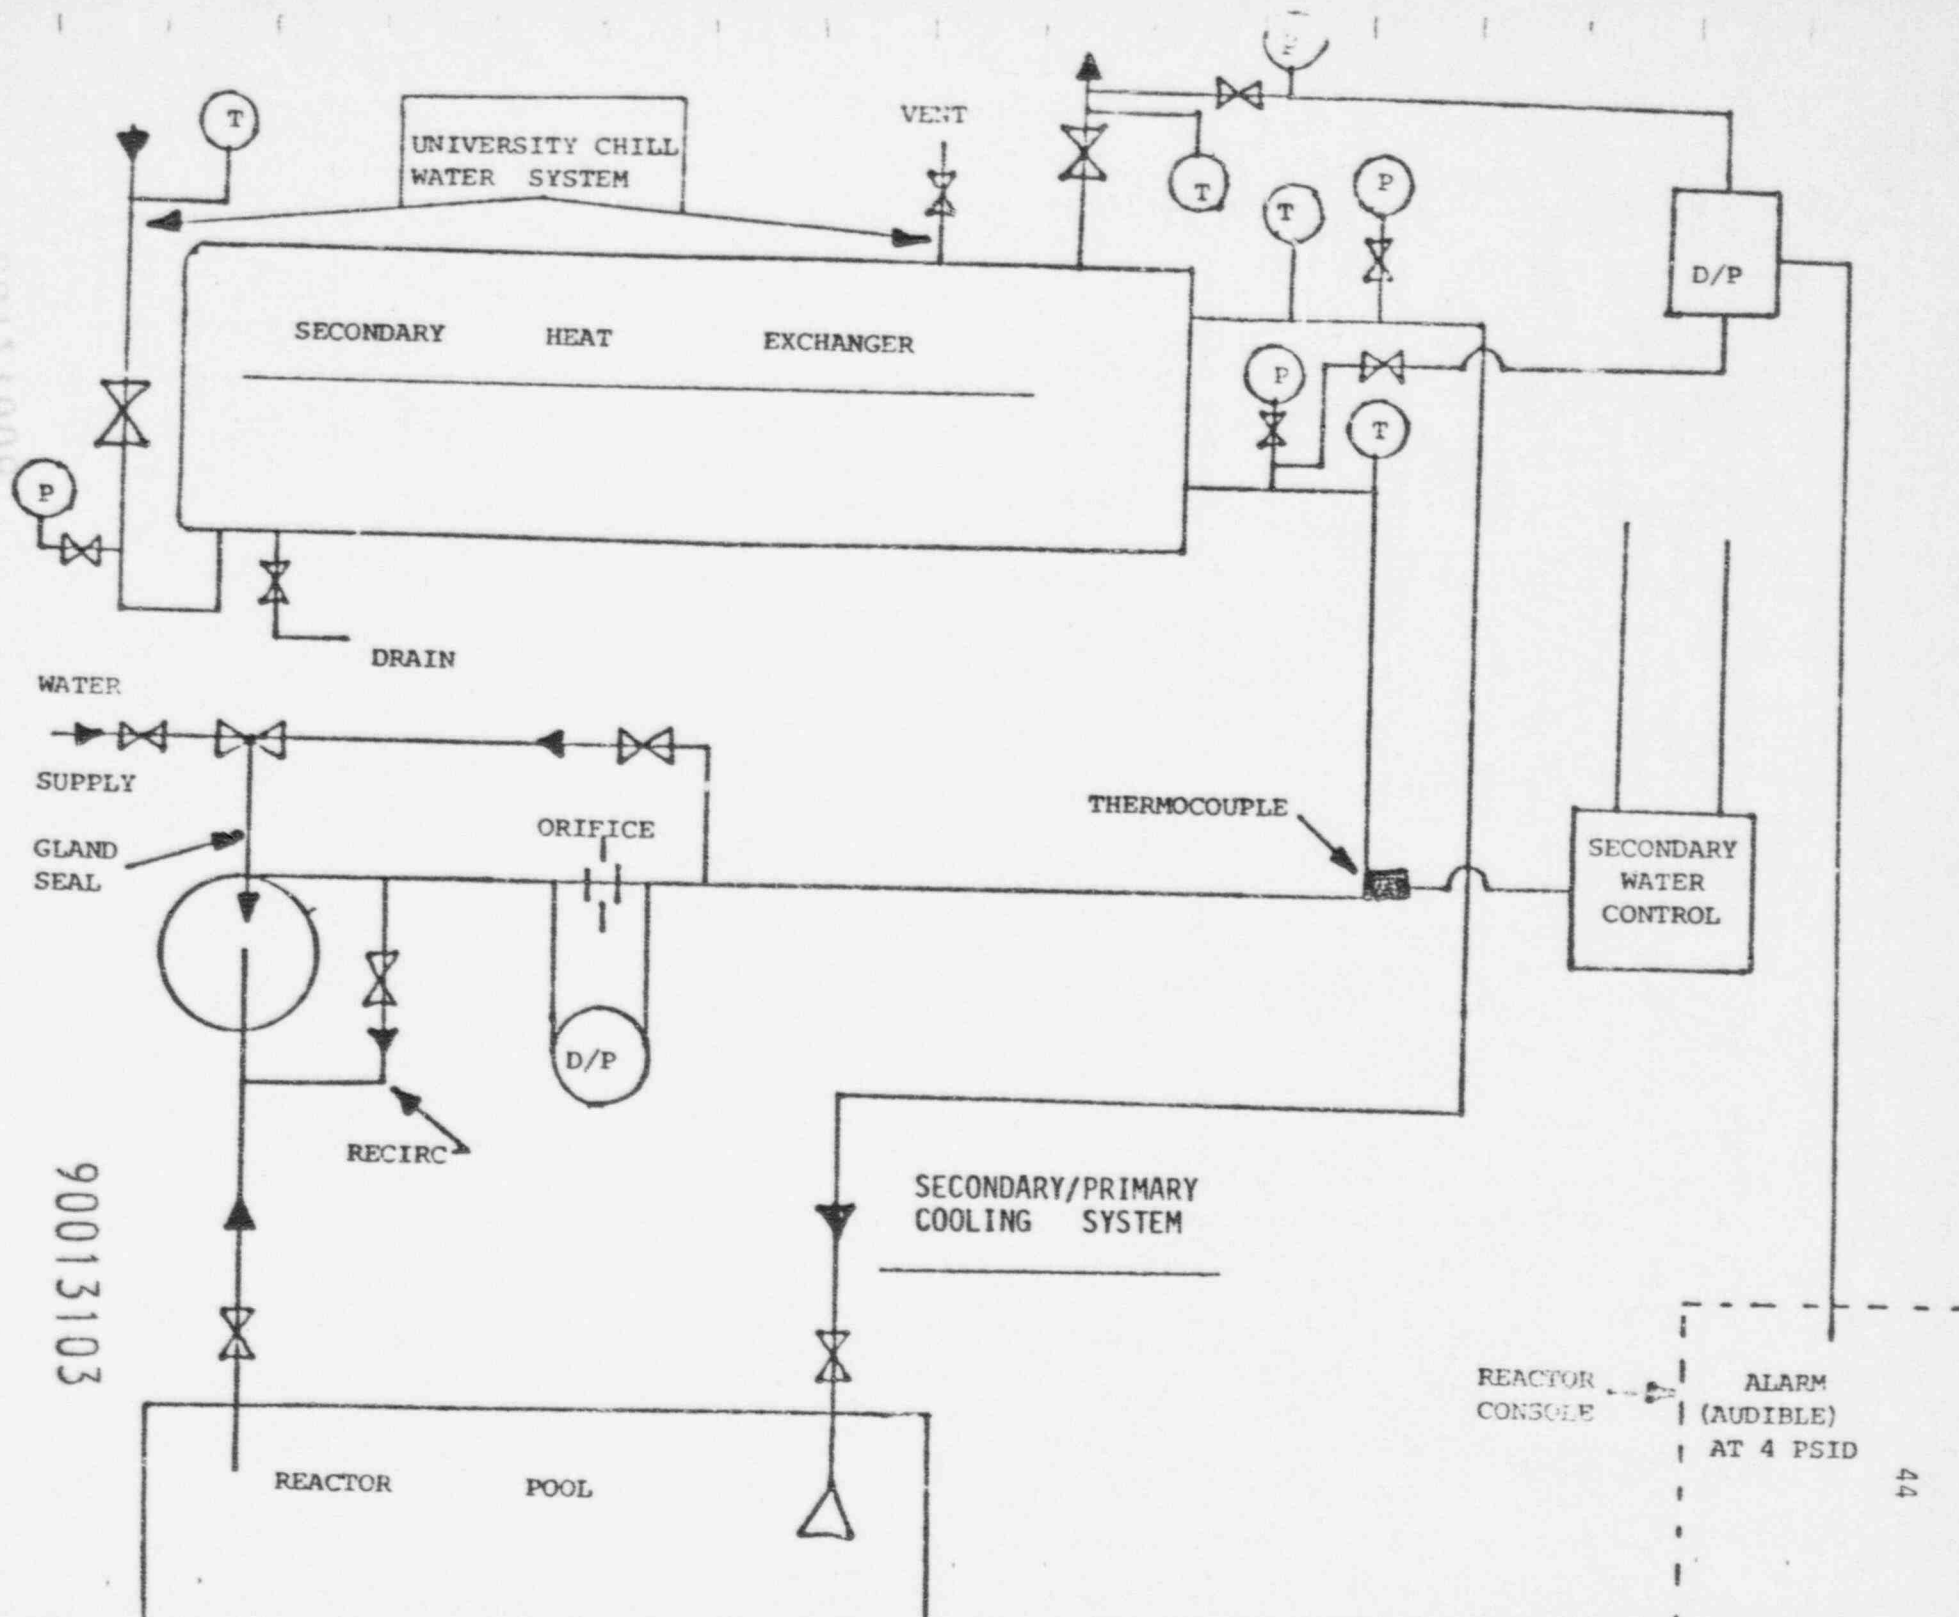 P
T
UNIVERSITY CHILL
WATER SYSTEM
VENT
T
T
P
D/P
SECONDARY HEAT EXCHANGER
P
T
P
DRAIN
WATER
SUPPLY
GLAND
SEAL
ORIFICE
THERMOCOUPLE
SECONDARY
WATER
CONTROL
D/P
RECIRC
SECONDARY/PRIMARY
COOLING SYSTEM
REACTOR
CONSOLE
ALARM
(AUDIBLE)
AT 4 PSID
REACTOR POOL
90013103
44